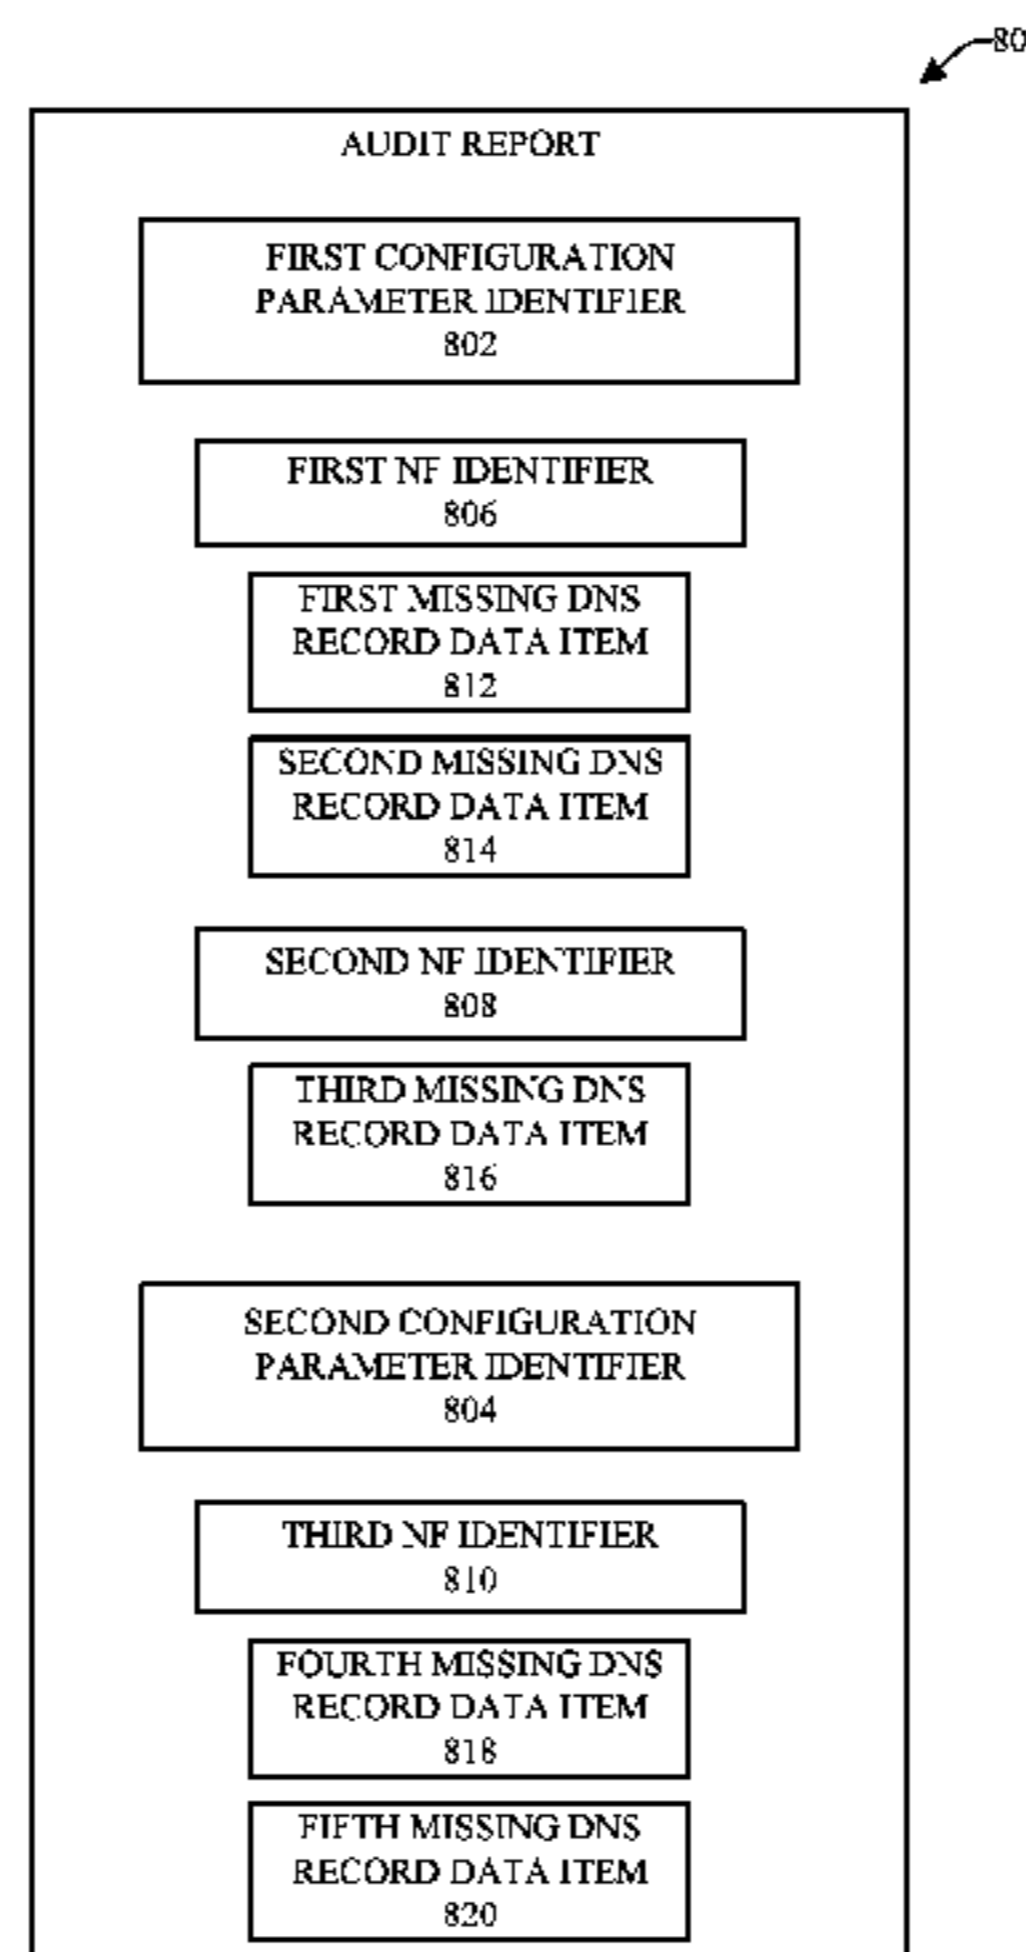 80
AUDIT REPORT
FIRST CONFIGURATION
PARAMETER IDENTIFIER
802
FIRST NF IDENTIFIER
806
FIRST MISSING DNS
RECORD DATA ITEM
812
SECOND MISSING DNS
RECORD DATA ITEM
814
SECOND NF IDENTIFIER
808
THIRD MISSING DNS
RECORD DATA ITEM
816
SECOND CONFIGURATION
PARAMETER IDENTIFIER
804
THIRD NF IDENTIFIER
810
FOURTH MISSING DNS
RECORD DATA ITEM
818
FIFTH MISSING DNS
RECORD DATA ITEM
820